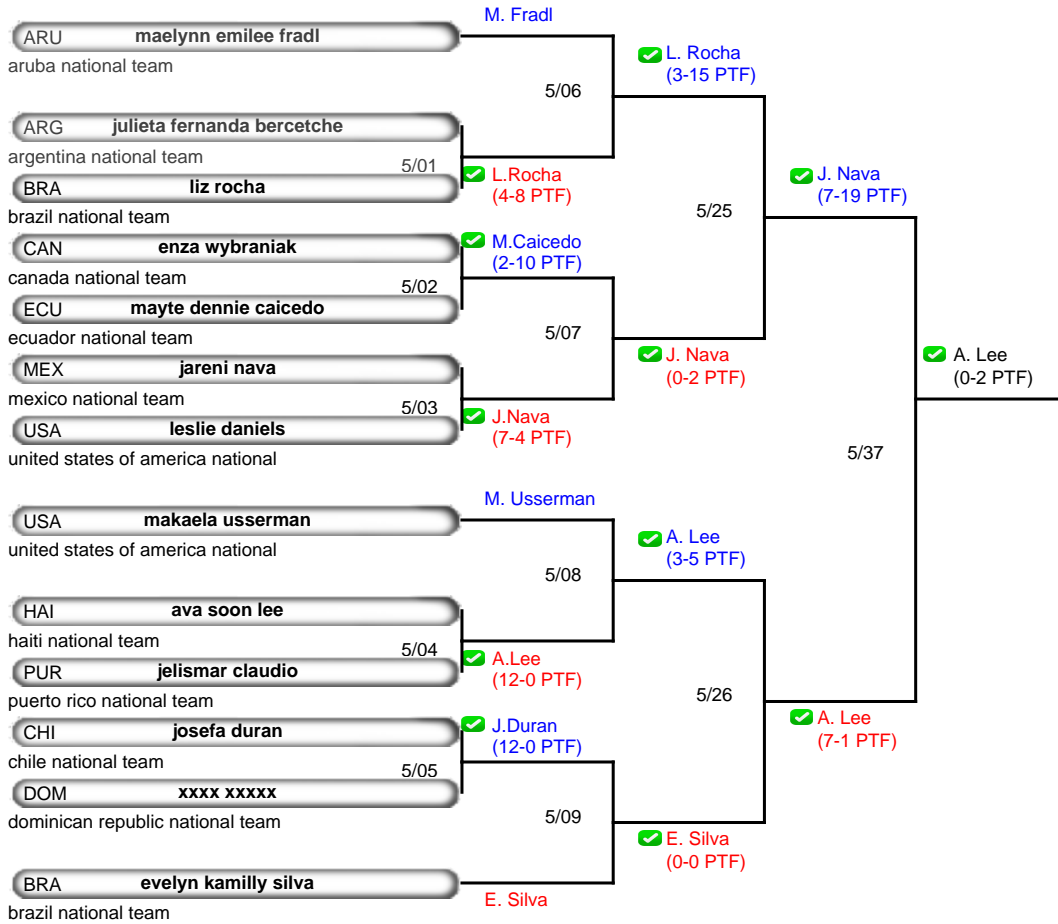 M. Fradl
ARU maelynn emilee fradl
aruba national team
L. Rocha
(3-15 PTF)
5/06
ARG julieta fernanda bercetche
argentina national team
5/01
L.Rocha
(4-8 PTF)
BRA liz rocha
brazil national team
J. Nava
(7-19 PTF)
5/25
CAN enza wybraniak
canada national team
M.Caicedo
(2-10 PTF)
5/02
ECU mayte dennie caicedo
ecuador national team
5/07
J. Nava
(0-2 PTF)
MEX jareni nava
mexico national team
5/03
J.Nava
(7-4 PTF)
USA leslie daniels
united states of america national
A. Lee
(0-2 PTF)
5/37
M. Usserman
USA makaela usserman
united states of america national
A. Lee
(3-5 PTF)
5/08
HAI ava soon lee
haiti national team
5/04
A.Lee
(12-0 PTF)
PUR jelismar claudio
puerto rico national team
5/26
A. Lee
(7-1 PTF)
CHI josefa duran
chile national team
J.Duran
(12-0 PTF)
5/05
DOM xxxx xxxxx
dominican republic national team
5/09
E. Silva
(0-0 PTF)
BRA evelyn kamilly silva
brazil national team
E. Silva